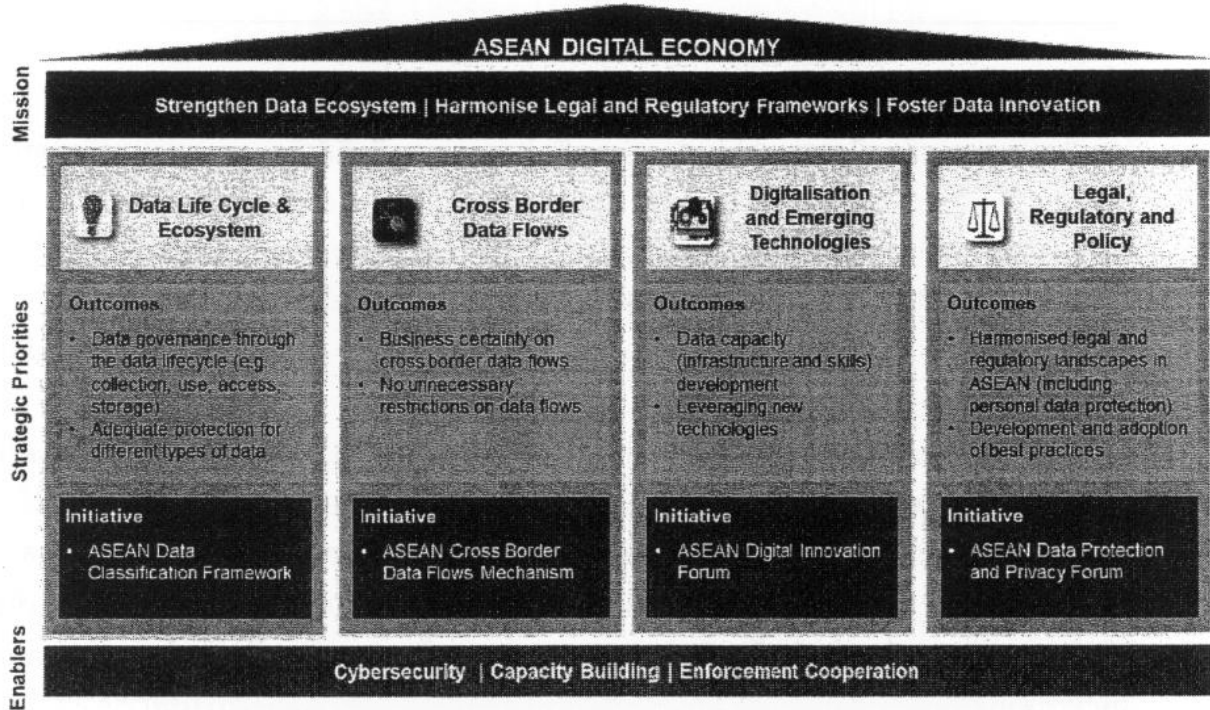 ASEAN DIGITAL ECONOMY
Mission
Strengthen Data Ecosystem | Harmonise Legal and Regulatory Frameworks | Foster Data Innovation
Strategic Priorities
Data Life Cycle &
Ecosystem
Outcomes
• Data governance through
the data lifecycle (e.g.
collection, use, access,
storage)
• Adequate protection for
different types of data
Initiative
• ASEAN Data
Classification Framework
Cross Border
Data Flows
Outcomes
• Business certainty on
cross border data flows
• No unnecessary
restrictions on data flows
Initiative
• ASEAN Cross Border
Data Flows Mechanism
Digitalisation
and Emerging
Technologies
Outcomes
• Data capacity
(infrastructure and skills)
development
• Leveraging new
technologies
Initiative
• ASEAN Digital Innovation
Forum
Legal,
Regulatory and
Policy
Outcomes
• Harmonised legal and
regulatory landscapes in
ASEAN (including
personal data protection)
• Development and adoption
of best practices
Initiative
• ASEAN Data Protection
and Privacy Forum
Enablers
Cybersecurity | Capacity Building | Enforcement Cooperation